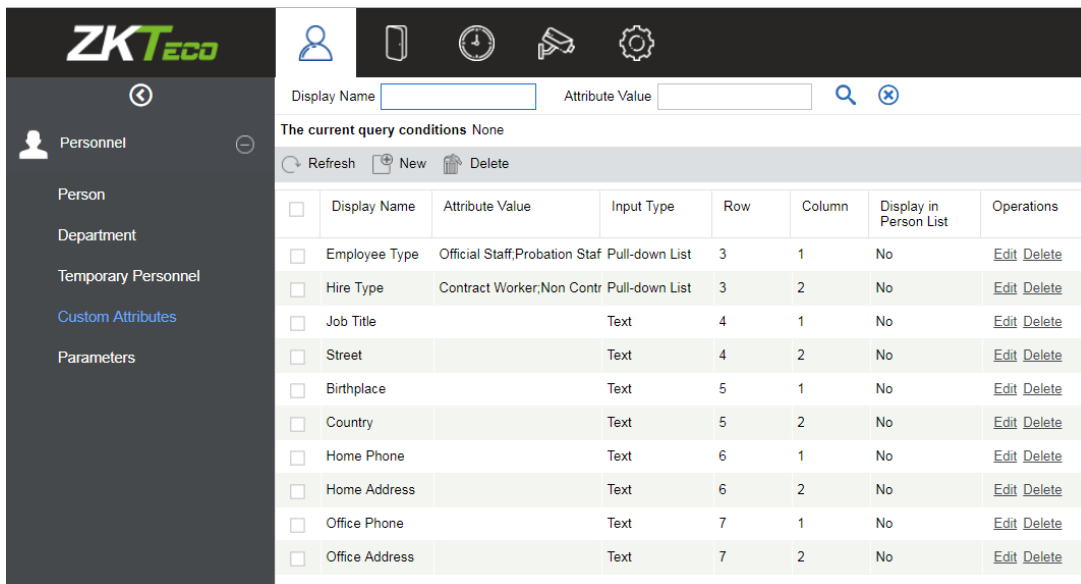 ZKTECO
Display Name Attribute Value
The current query conditions None
Refresh New Delete
Personnel
Person
Department
Temporary Personnel
Custom Attributes
Parameters
Display Name Attribute Value Input Type Row Column Display in Person List Operations
Employee Type Official Staff;Probation Staf Pull-down List 3 1 No Edit Delete
Hire Type Contract Worker;Non Contr Pull-down List 3 2 No Edit Delete
Job Title Text 4 1 No Edit Delete
Street Text 4 2 No Edit Delete
Birthplace Text 5 1 No Edit Delete
Country Text 5 2 No Edit Delete
Home Phone Text 6 1 No Edit Delete
Home Address Text 6 2 No Edit Delete
Office Phone Text 7 1 No Edit Delete
Office Address Text 7 2 No Edit Delete